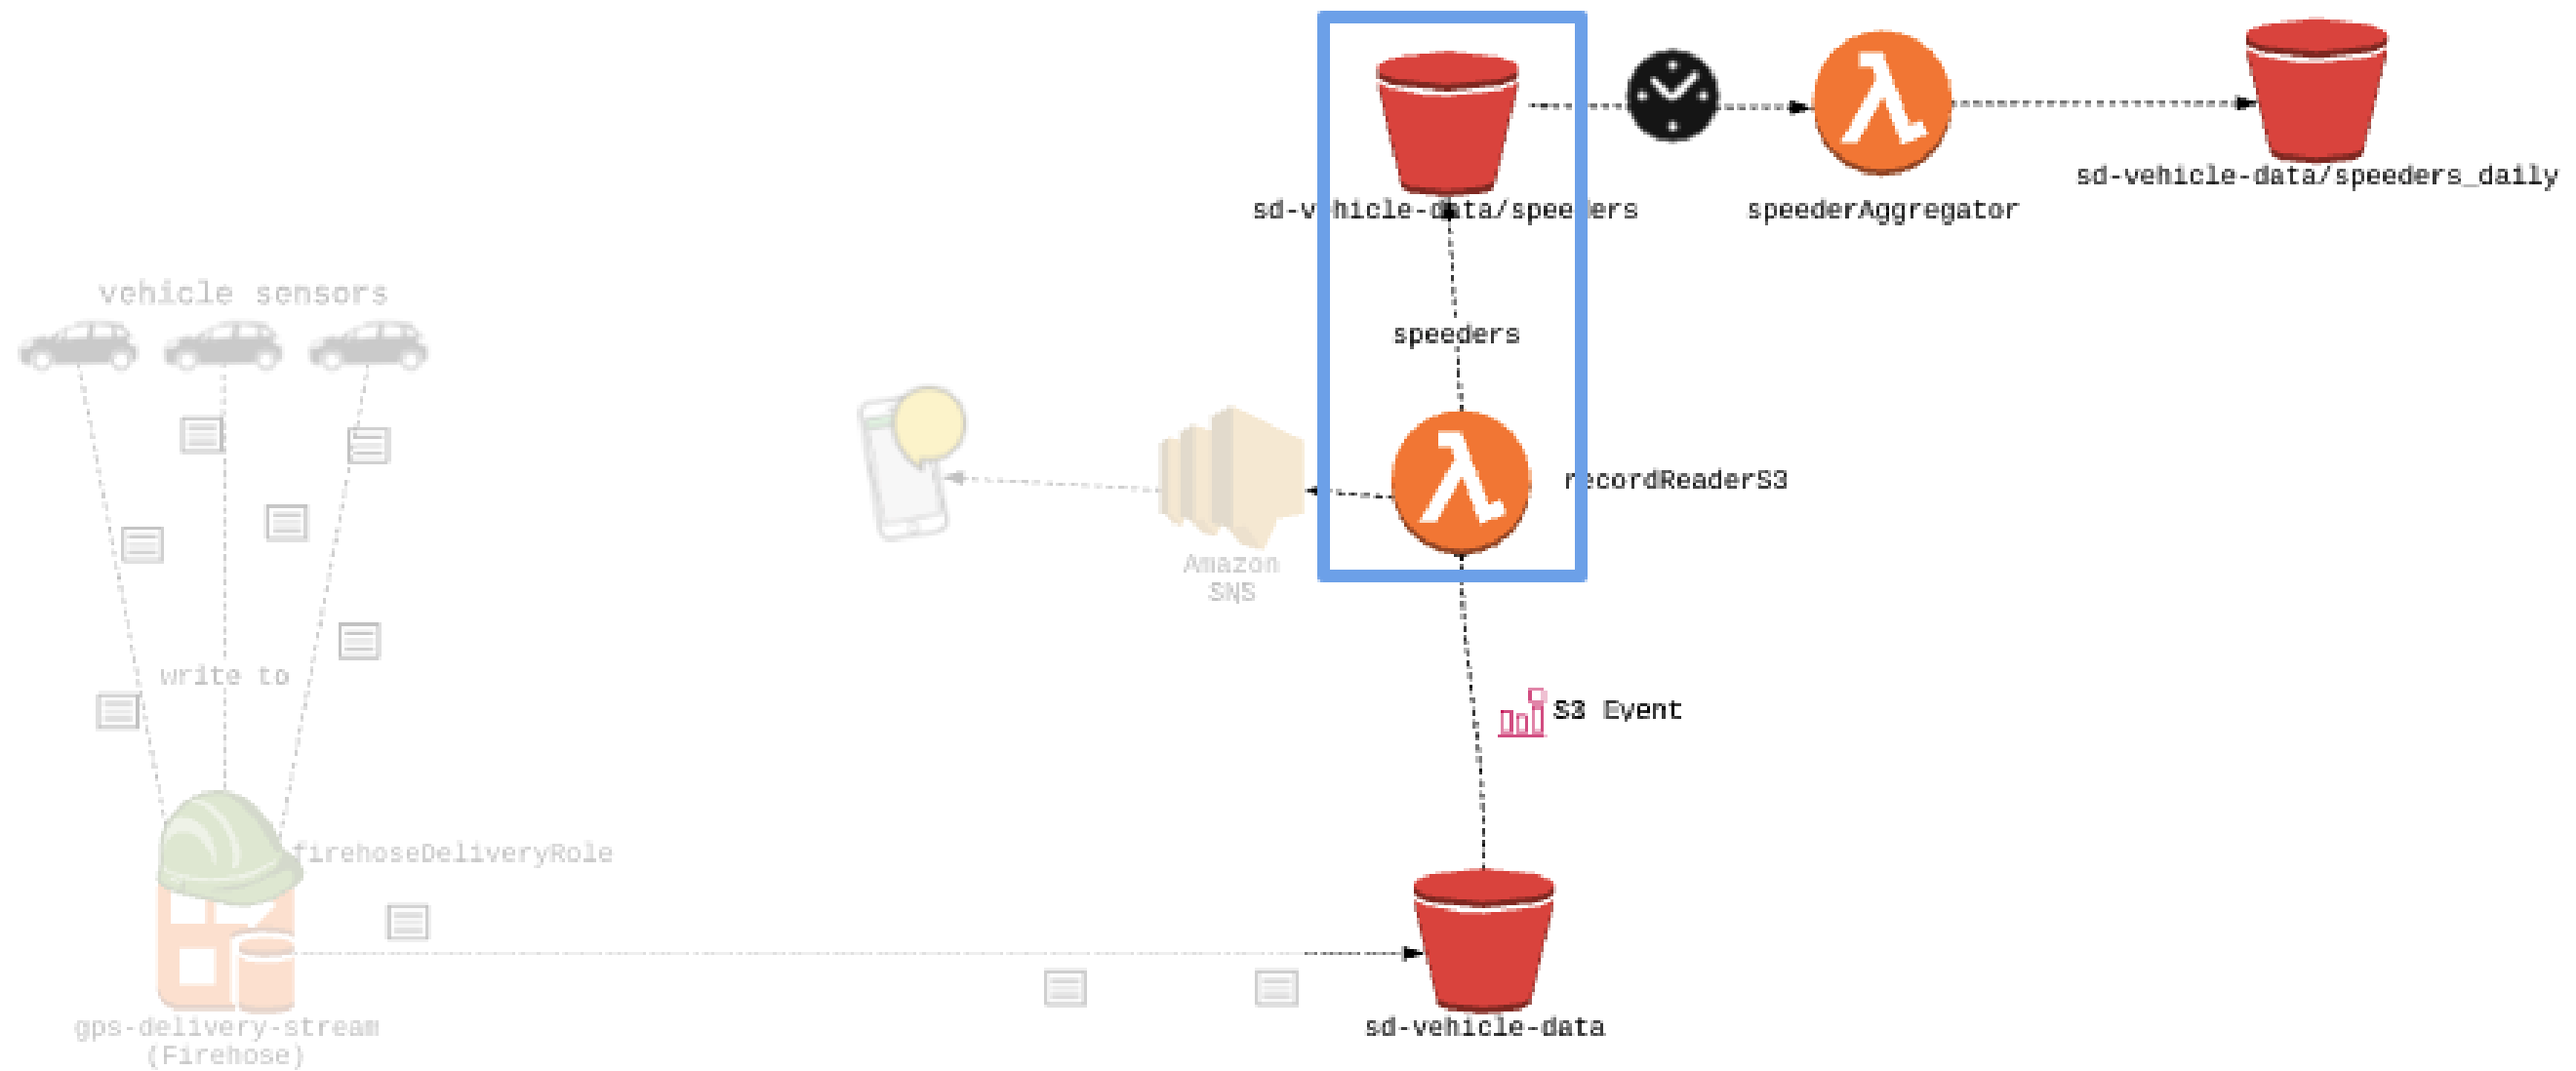 sd-vehicle-data/speeders_daily
sd-vehicle-data/speeders
speederAggregator
vehicle sensors
speeders
recordReaderS3
Amazon
SNS
write to
S3 Event
firehoseDeliveryRole
gps-delivery-stream
(Firehose)
sd-vehicle-data